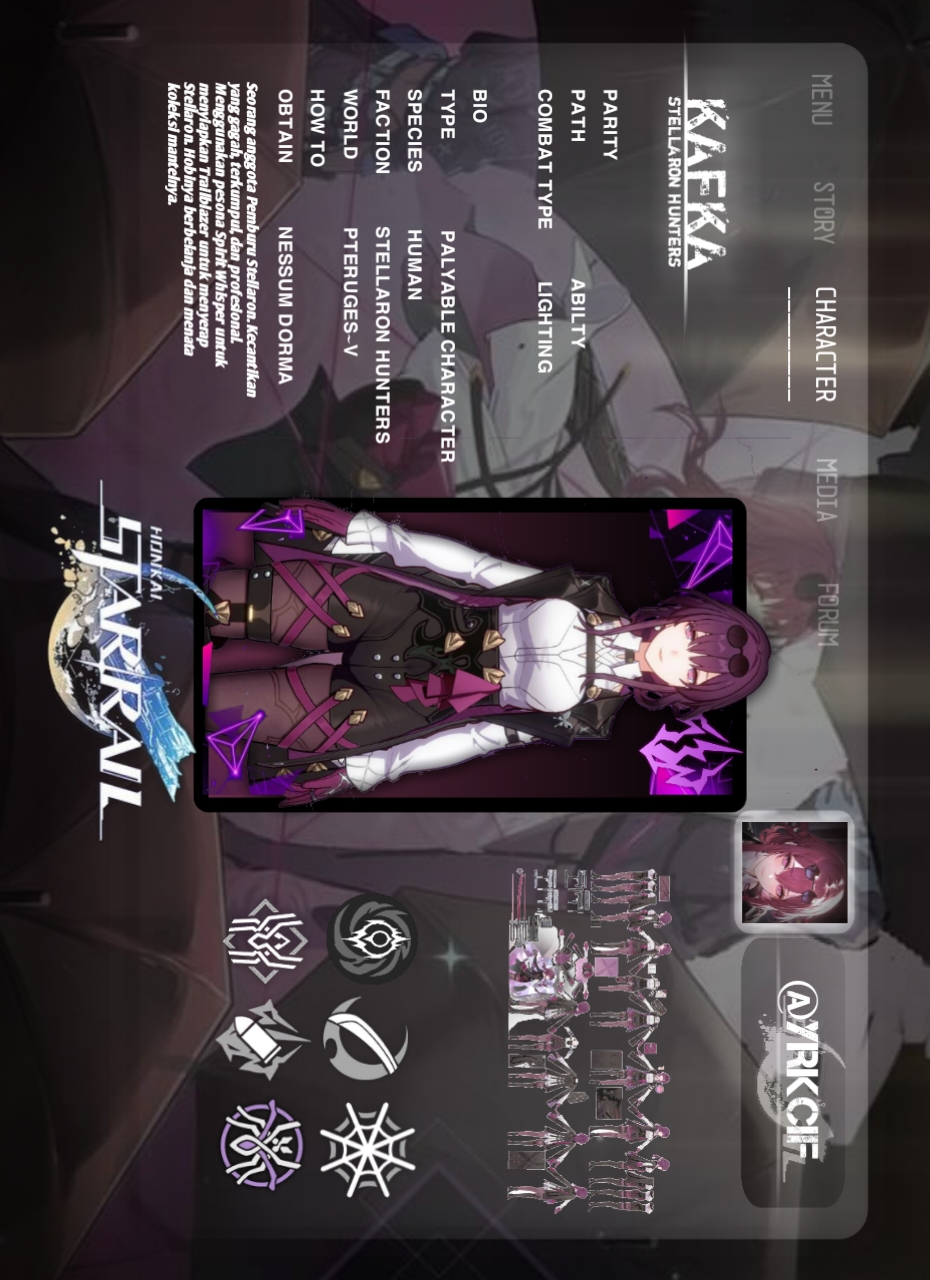 MENU STORY CHARACTER MEDIA FORUM
KAFKA
STELLARON HUNTERS
PARITY
PATH ABILTY
COMBAT TYPE LIGHTING
BIO
TYPE PALYABLE CHARACTER
SPECIES HUMAN
FACTION STELLARON HUNTERS
WORLD PTERUGES-V
HOW TO
OBTAIN NESSUM DORMA
Seorang anggota Pemburu Stellaron. Kecantikan
yang gagah, terkumpul, dan profesional.
Menggunakan pesona Spirit Whisper untuk
menyiapkan Trailblazer untuk menyerap
Stellaron. Hobinya berbelanja dan menata
koleksi mantelnya.
HONKAI
STAR RAIL
@YRKCIF